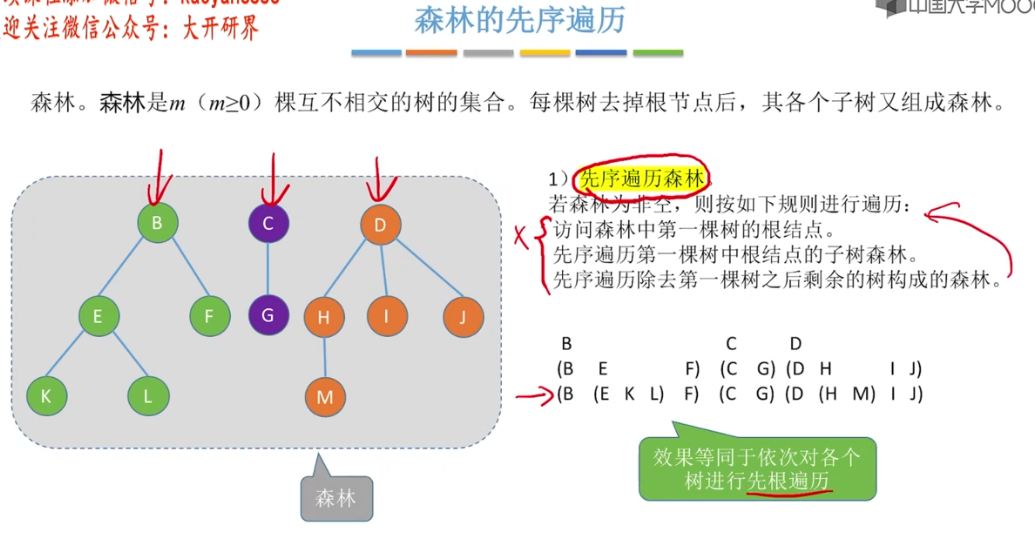 迎关注微信公众号：大开研界
森林的先序遍历
中国大学MOO
森林。森林是m（m≥0）棵互不相交的树的集合。每棵树去掉根节点后，其各个子树又组成森林。
B
C
D
E
F
G
H
I
J
K
L
M
森林
1）先序遍历森林。
若森林为非空，则按如下规则进行遍历：
访问森林中第一棵树的根结点。
先序遍历第一棵树中根结点的子树森林。
先序遍历除去第一棵树之后剩余的树构成的森林。
B C D
(B E F) (C G) (D H I J)
(B (E K L) F) (C G) (D (H M) I J)
效果等同于依次对各个
树进行先根遍历